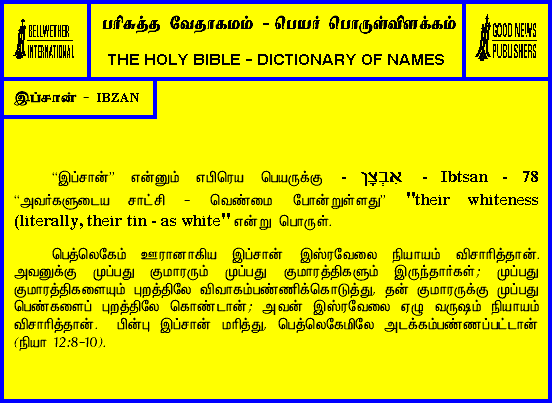 BELLWETHER
INTERNATIONAL
பரிசுத்த வேதாகமம் - பெயர் பொருள்விளக்கம்
THE HOLY BIBLE - DICTIONARY OF NAMES
GOOD NEWS
PUBLISHERS
இப்சான் - IBZAN
“இப்சான்” என்னும் எபிரெய பெயருக்கு - אִבְצָן - Ibtsan - 78
“அவர்களுடைய சாட்சி - வெண்மை போன்றுள்ளது” "their whiteness
(literally, their tin - as white" என்று பொருள்.
பெத்லெகேம் ஊரானாகிய இப்சான் இஸ்ரவேலை நியாயம் விசாரித்தான்.
அவனுக்கு முப்பது குமாரரும் முப்பது குமாரத்திகளும் இருந்தார்கள்; முப்பது
குமாரத்திகளையும் புறத்திலே விவாகம்பண்ணிக்கொடுத்து, தன் குமாரருக்கு முப்பது
பெண்களைப் புறத்திலே கொண்டான்; அவன் இஸ்ரவேலை ஏழு வருஷம் நியாயம்
விசாரித்தான். பின்பு இப்சான் மரித்து, பெத்லெகேமிலே அடக்கம்பண்ணப்பட்டான்
(நியா 12:8-10).